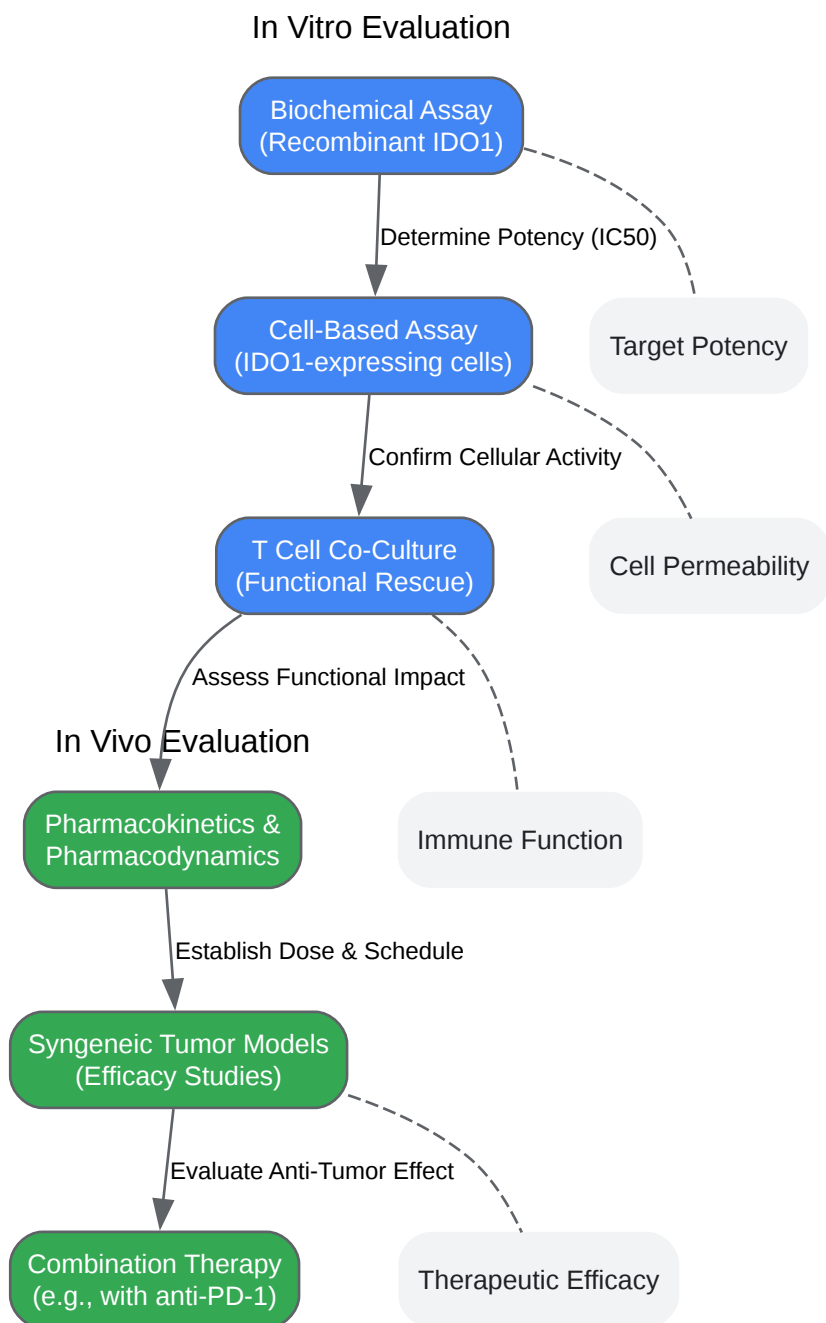 In Vitro Evaluation
Biochemical Assay
(Recombinant IDO1)
Determine Potency (IC50)
Cell-Based Assay
(IDO1-expressing cells)
Target Potency
Confirm Cellular Activity
T Cell Co-Culture
(Functional Rescue)
Cell Permeability
Assess Functional Impact
In Vivo Evaluation
Pharmacokinetics &
Pharmacodynamics
Immune Function
Establish Dose & Schedule
Syngeneic Tumor Models
(Efficacy Studies)
Evaluate Anti-Tumor Effect
Combination Therapy
(e.g., with anti-PD-1)
Therapeutic Efficacy